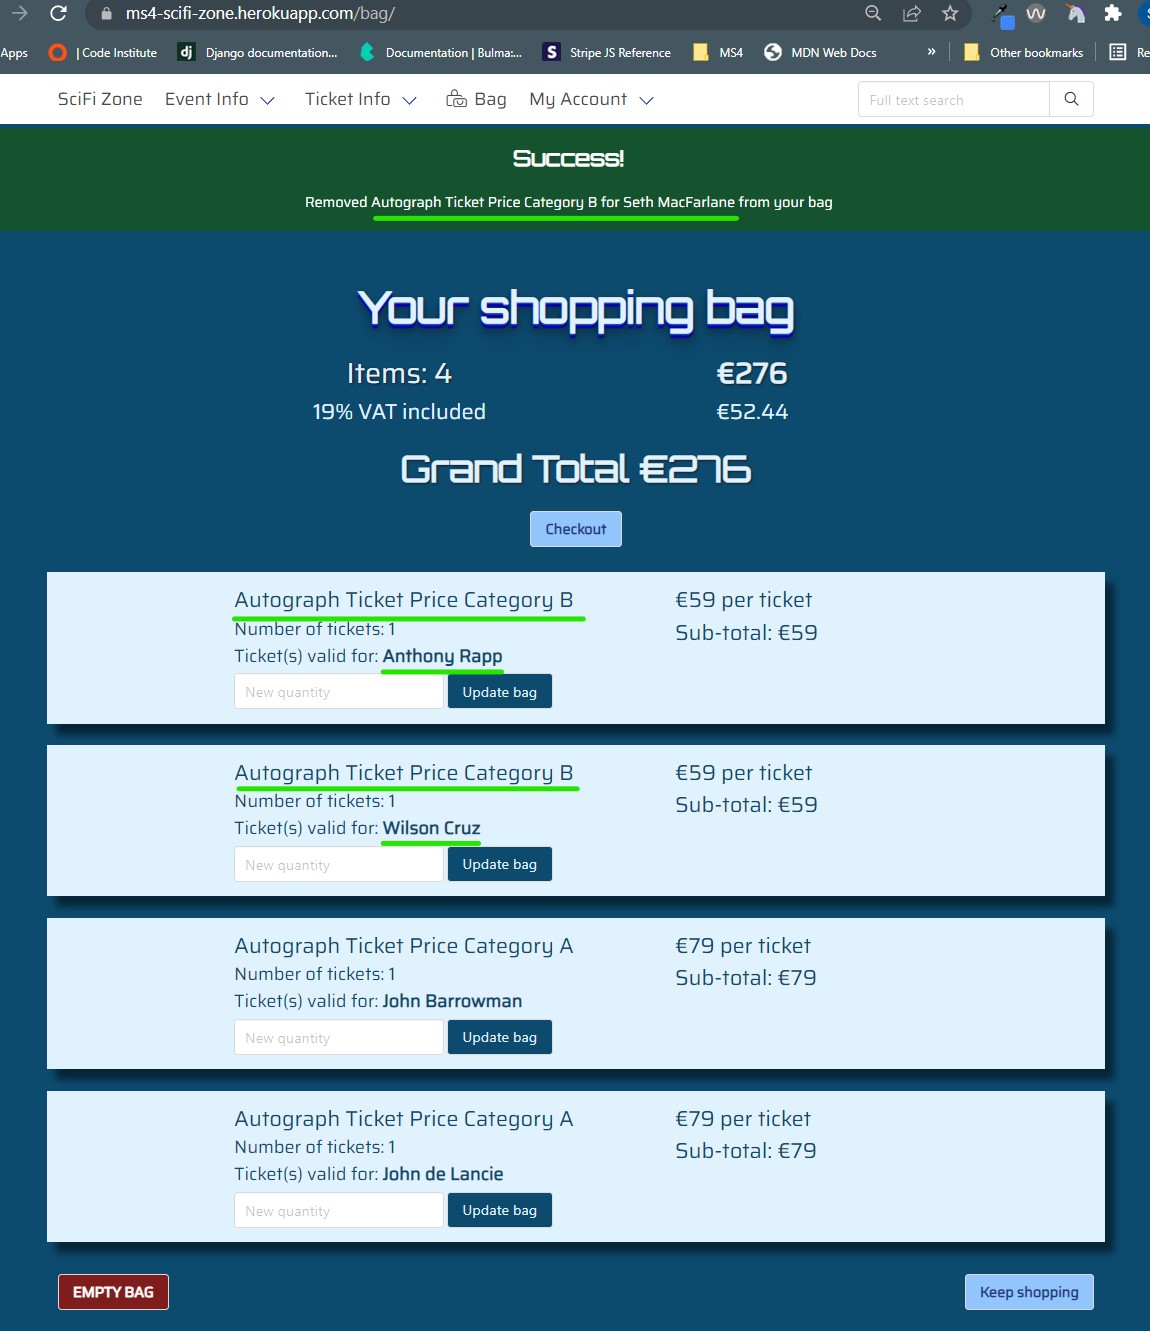 ms4-scifi-zone.herokuapp.com/bag/
Apps | Code Institute dj Django documentation... Documentation | Bulma:... S Stripe JS Reference MS4 MDN Web Docs » Other bookmarks Re
SciFi Zone Event Info Ticket Info Bag My Account Full text search
Success!
Removed Autograph Ticket Price Category B for Seth MacFarlane from your bag
Your shopping bag
Items: 4 €276
19% VAT included €52.44
Grand Total €276
Checkout
Autograph Ticket Price Category B €59 per ticket
Number of tickets: 1 Sub-total: €59
Ticket(s) valid for: Anthony Rapp
New quantity Update bag
Autograph Ticket Price Category B €59 per ticket
Number of tickets: 1 Sub-total: €59
Ticket(s) valid for: Wilson Cruz
New quantity Update bag
Autograph Ticket Price Category A €79 per ticket
Number of tickets: 1 Sub-total: €79
Ticket(s) valid for: John Barrowman
New quantity Update bag
Autograph Ticket Price Category A €79 per ticket
Number of tickets: 1 Sub-total: €79
Ticket(s) valid for: John de Lancie
New quantity Update bag
EMPTY BAG Keep shopping